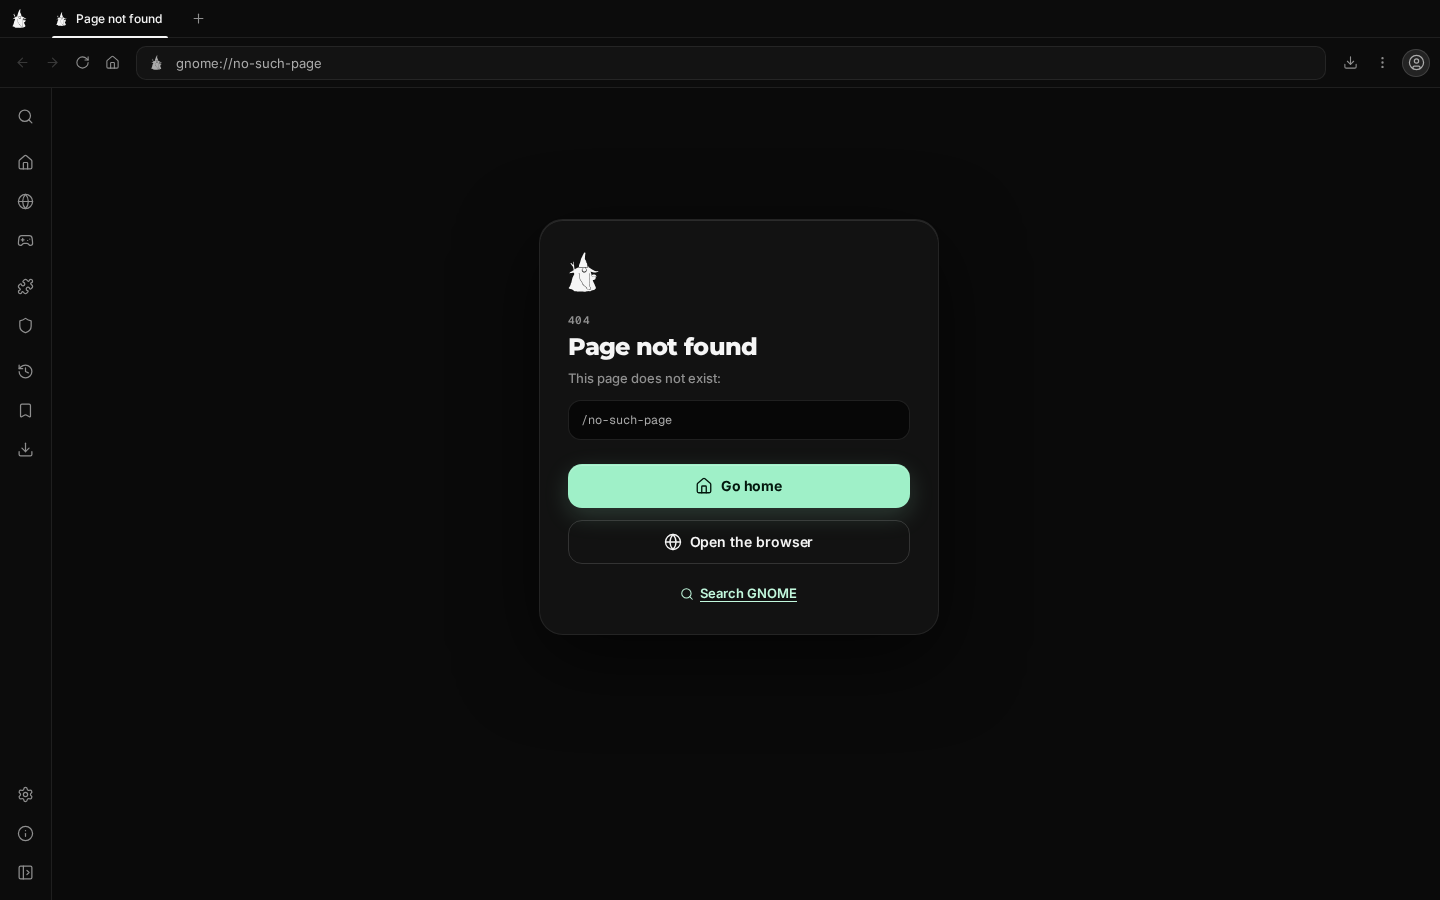 Page not found
gnome://no-such-page
404
Page not found
This page does not exist:
/no-such-page
Go home
Open the browser
Search GNOME